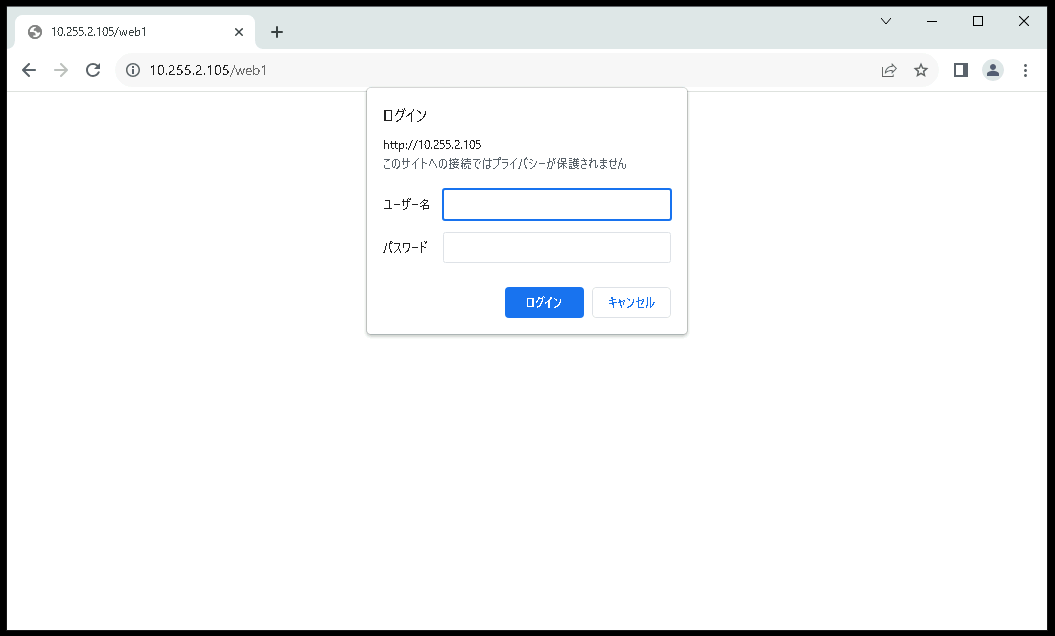 10.255.2.105/web1
10.255.2.105/web1
ログイン
http://10.255.2.105
このサイトへの接続ではプライバシーが保護されません
ユーザー名
パスワード
ログイン キャンセル